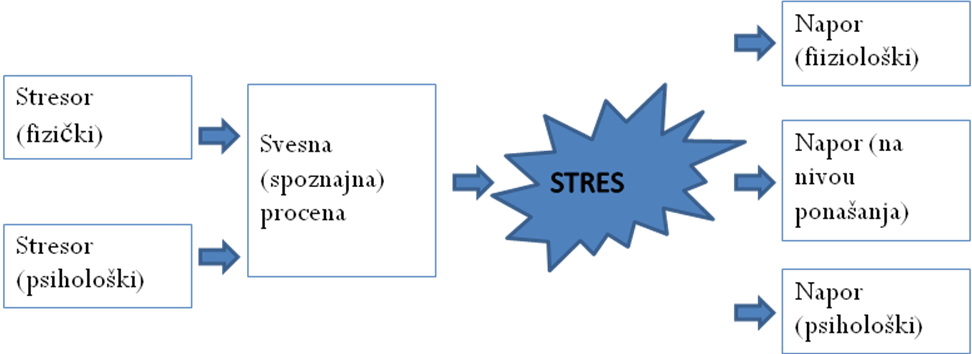 Stresor
(fizički)
Stresor
(psihološki)
Svesna
(spoznajna)
procena
STRES
Napor
(fiiziološki)
Napor (na
nivou
ponašanja)
Napor
(psihološki)